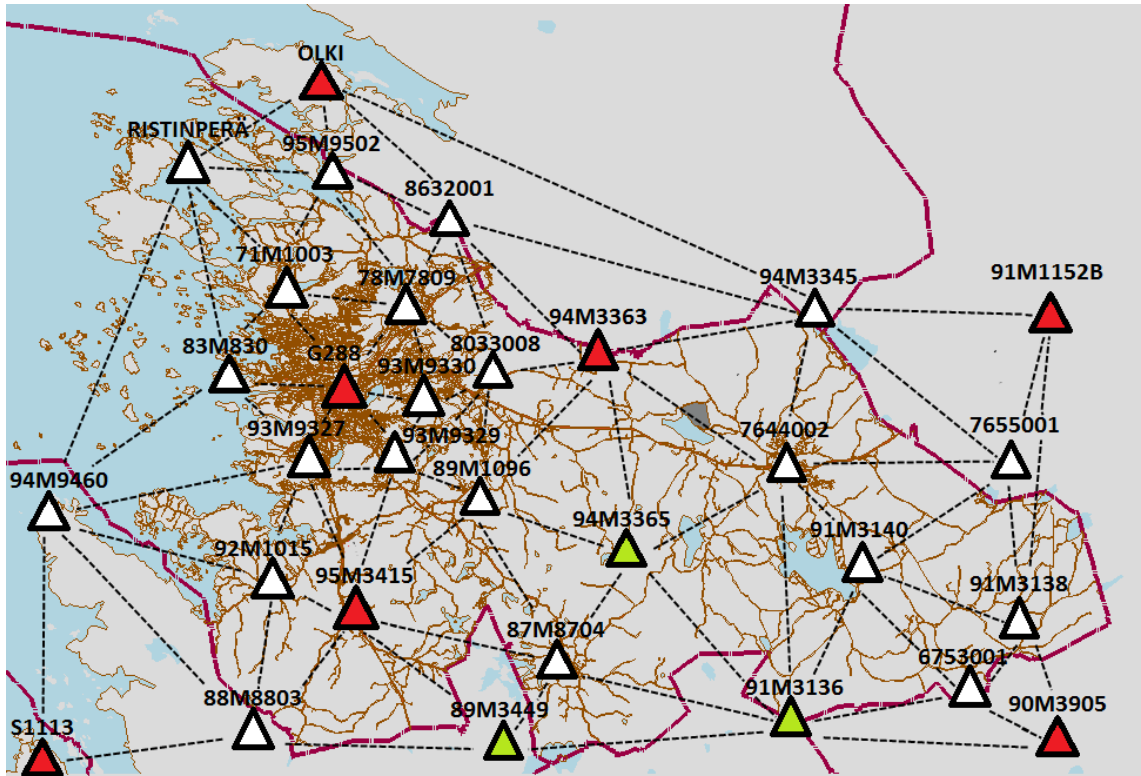 OLKI
RISTINPERÄ
95M9502
8632001
71M1003
78M7809
94M3345
91M1152B
94M3363
83M830
G288
93M9330
8033008
93M9327
93M9329
7644002
7655001
89M1096
94M9460
94M3365
91M3140
92M1015
95M3415
91M3138
87M8704
6753001
88M8803
91M3136
S1113
89M3449
90M3905